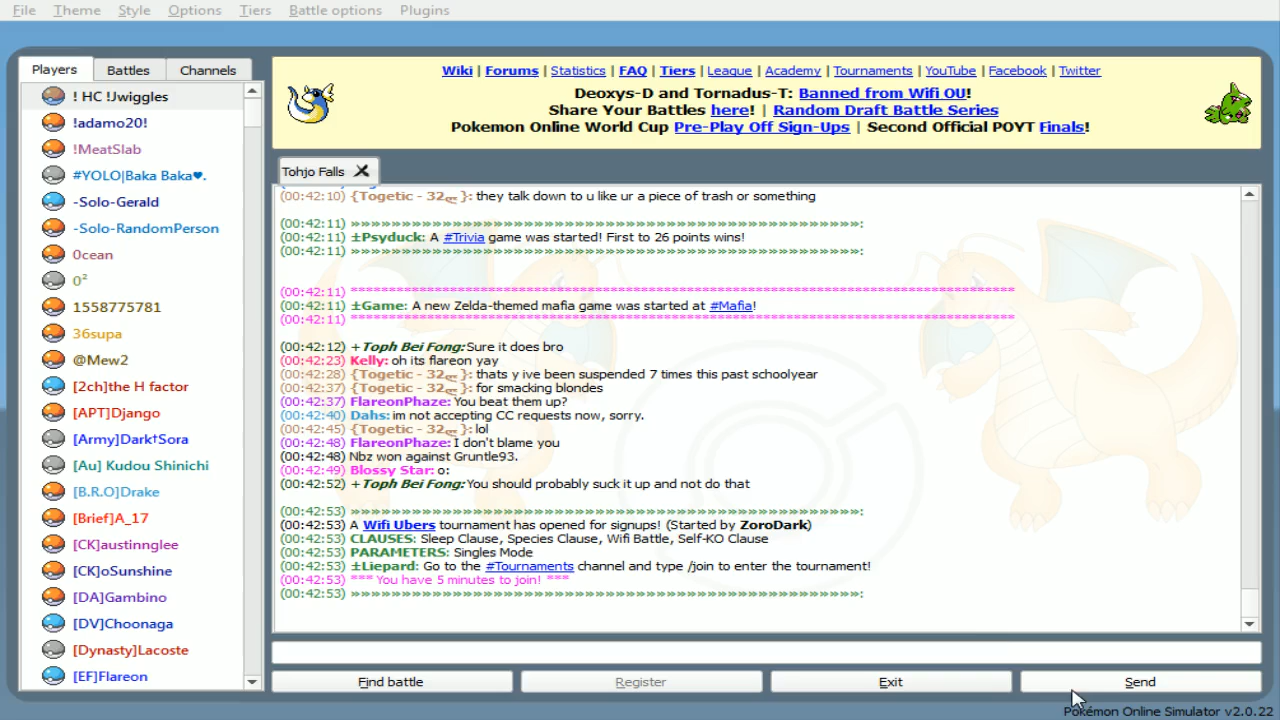 File Theme Style Options Tiers Battle options Plugins
Players Battles Channels
! HC !Jwiggles
!adamo20!
!MeatSlab
#YOLO|Baka Baka♥.
-Solo-Gerald
-Solo-RandomPerson
0cean
0²
1558775781
36supa
@Mew2
[2ch]the H factor
[APT]Django
[Army]Dark†Sora
[Au] Kudou Shinichi
[B.R.O]Drake
[Brief]A_17
[CK]austinnglee
[CK]oSunshine
[DA]Gambino
[DV]Choonaga
[Dynasty]Lacoste
[EF]Flareon
Wiki | Forums | Statistics | FAQ | Tiers | League | Academy | Tournaments | YouTube | Facebook | Twitter
Deoxys-D and Tornadus-T: Banned from Wifi OU!
Share Your Battles here! | Random Draft Battle Series
Pokemon Online World Cup Pre-Play Off Sign-Ups | Second Official POYT Finals!
Tohjo Falls
(00:42:10) {Togetic - 32 }: they talk down to u like ur a piece of trash or something
(00:42:11) »»»»»»»»»»»»»»»»»»»»»»»»»»»»»»»»»»»»»»»»»»»»»»»»»»»»»»»»»»»»:
(00:42:11) ±Psyduck: A #Trivia game was started! First to 26 points wins!
(00:42:11) »»»»»»»»»»»»»»»»»»»»»»»»»»»»»»»»»»»»»»»»»»»»»»»»»»»»»»»»»»»»:
(00:42:11) ****************************************************************************************************
(00:42:11) ±Game: A new Zelda-themed mafia game was started at #Mafia!
(00:42:11) ****************************************************************************************************
(00:42:12) +Toph Bei Fong: Sure it does bro
(00:42:23) Kelly: oh its flareon yay
(00:42:28) {Togetic - 32 }: thats y ive been suspended 7 times this past schoolyear
(00:42:37) {Togetic - 32 }: for smacking blondes
(00:42:37) FlareonPhaze: You beat them up?
(00:42:40) Dahs: im not accepting CC requests now, sorry.
(00:42:45) {Togetic - 32 }: lol
(00:42:48) FlareonPhaze: I don't blame you
(00:42:48) Nbz won against Gruntle93.
(00:42:49) Blossy Star: o:
(00:42:52) +Toph Bei Fong: You should probably suck it up and not do that
(00:42:53) »»»»»»»»»»»»»»»»»»»»»»»»»»»»»»»»»»»»»»»»»»»»»»»»»»»»»»»»»»»»:
(00:42:53) A Wifi Ubers tournament has opened for signups! (Started by ZoroDark)
(00:42:53) CLAUSES: Sleep Clause, Species Clause, Wifi Battle, Self-KO Clause
(00:42:53) PARAMETERS: Singles Mode
(00:42:53) ±Liepard: Go to the #Tournaments channel and type /join to enter the tournament!
(00:42:53) *** You have 5 minutes to join! ***
(00:42:53) »»»»»»»»»»»»»»»»»»»»»»»»»»»»»»»»»»»»»»»»»»»»»»»»»»»»»»»»»»»»:
Find battle Register Exit Send
Pokémon Online Simulator v2.0.22